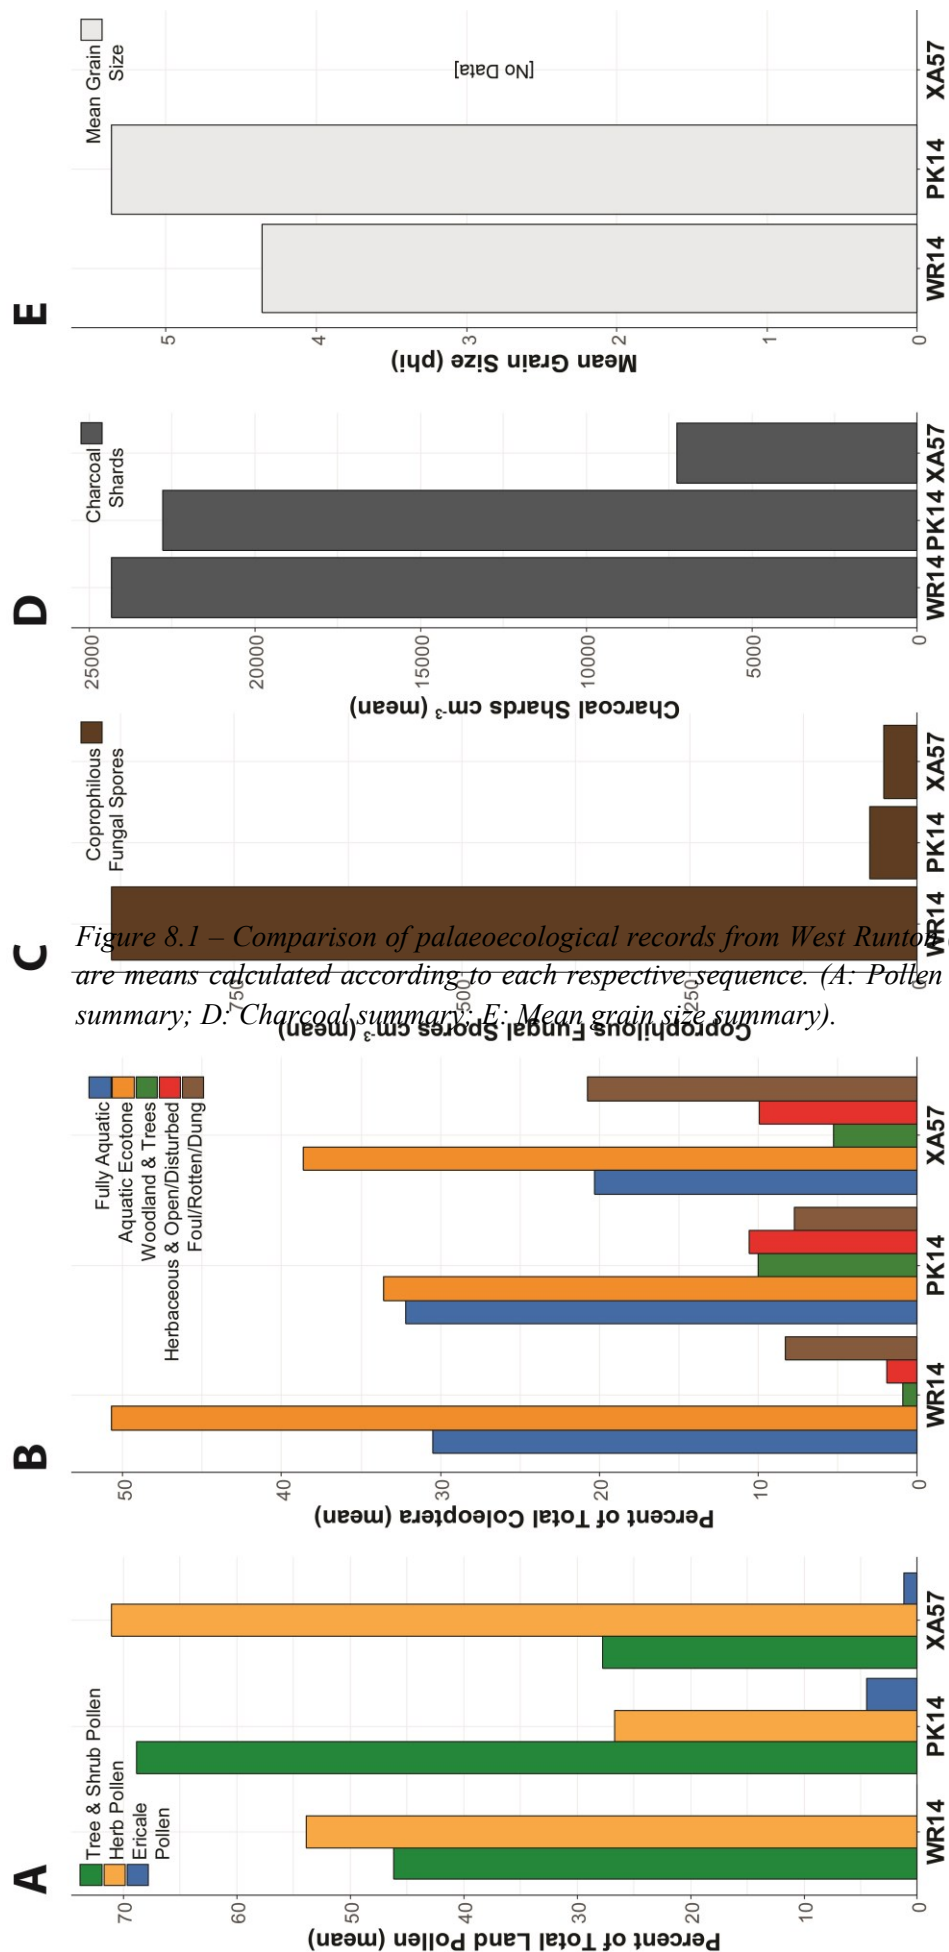 A
Percent of Total Land Pollen (mean)
70
60
50
40
30
20
10
0
Tree & Shrub Pollen
Herb Pollen
Ericale
Pollen
WR14
PK14
XA57
B
Percent of Total Coleoptera (mean)
50
40
30
20
10
0
Fully Aquatic
Aquatic Ecotone
Woodland & Trees
Herbaceous & Open/Disturbed
Foul/Rotten/Dung
WR14
PK14
XA57
C
Coprophilous Fungal Spores cm-3 (mean)
750
500
250
0
Coprophilous
Fungal Spores
WR14
PK14
XA57
Figure 8.1 – Comparison of palaeoecological records from West Runton
are means calculated according to each respective sequence. (A: Pollen
summary; D: Charcoal summary; E: Mean grain size summary).
D
Charcoal Shards cm-3 (mean)
25000
20000
15000
10000
5000
0
Charcoal
Shards
WR14
PK14
XA57
E
Mean Grain Size (phi)
5
4
3
2
1
0
Mean Grain
Size
[No Data]
WR14
PK14
XA57